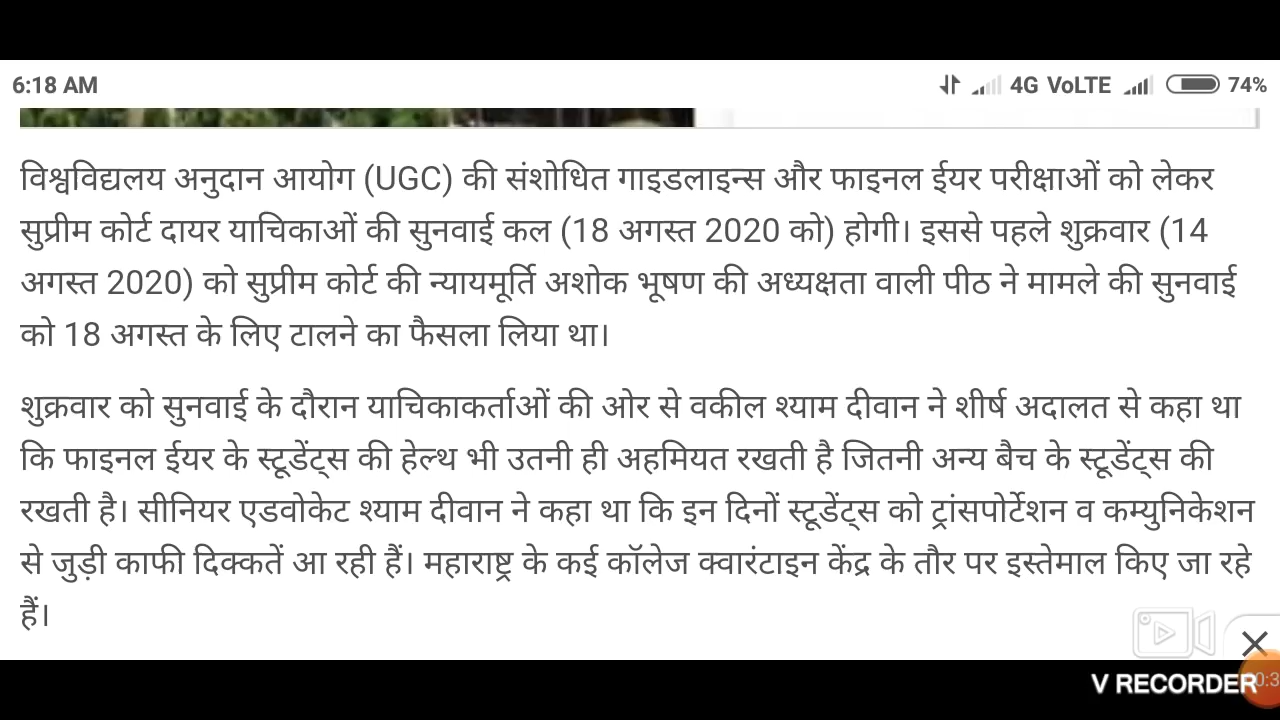 6:18 AM
4G VoLTE 74%
विश्वविद्यलय अनुदान आयोग (UGC) की संशोधित गाइडलाइन्स और फाइनल ईयर परीक्षाओं को लेकर
सुप्रीम कोर्ट दायर याचिकाओं की सुनवाई कल (18 अगस्त 2020 को) होगी। इससे पहले शुक्रवार (14
अगस्त 2020) को सुप्रीम कोर्ट की न्यायमूर्ति अशोक भूषण की अध्यक्षता वाली पीठ ने मामले की सुनवाई
को 18 अगस्त के लिए टालने का फैसला लिया था।
शुक्रवार को सुनवाई के दौरान याचिकाकर्ताओं की ओर से वकील श्याम दीवान ने शीर्ष अदालत से कहा था
कि फाइनल ईयर के स्टूडेंट्स की हेल्थ भी उतनी ही अहमियत रखती है जितनी अन्य बैच के स्टूडेंट्स की
रखती है। सीनियर एडवोकेट श्याम दीवान ने कहा था कि इन दिनों स्टूडेंट्स को ट्रांसपोर्टेशन व कम्युनिकेशन
से जुड़ी काफी दिक्कतें आ रही हैं। महाराष्ट्र के कई कॉलेज क्वारंटाइन केंद्र के तौर पर इस्तेमाल किए जा रहे
हैं।
V RECORDER